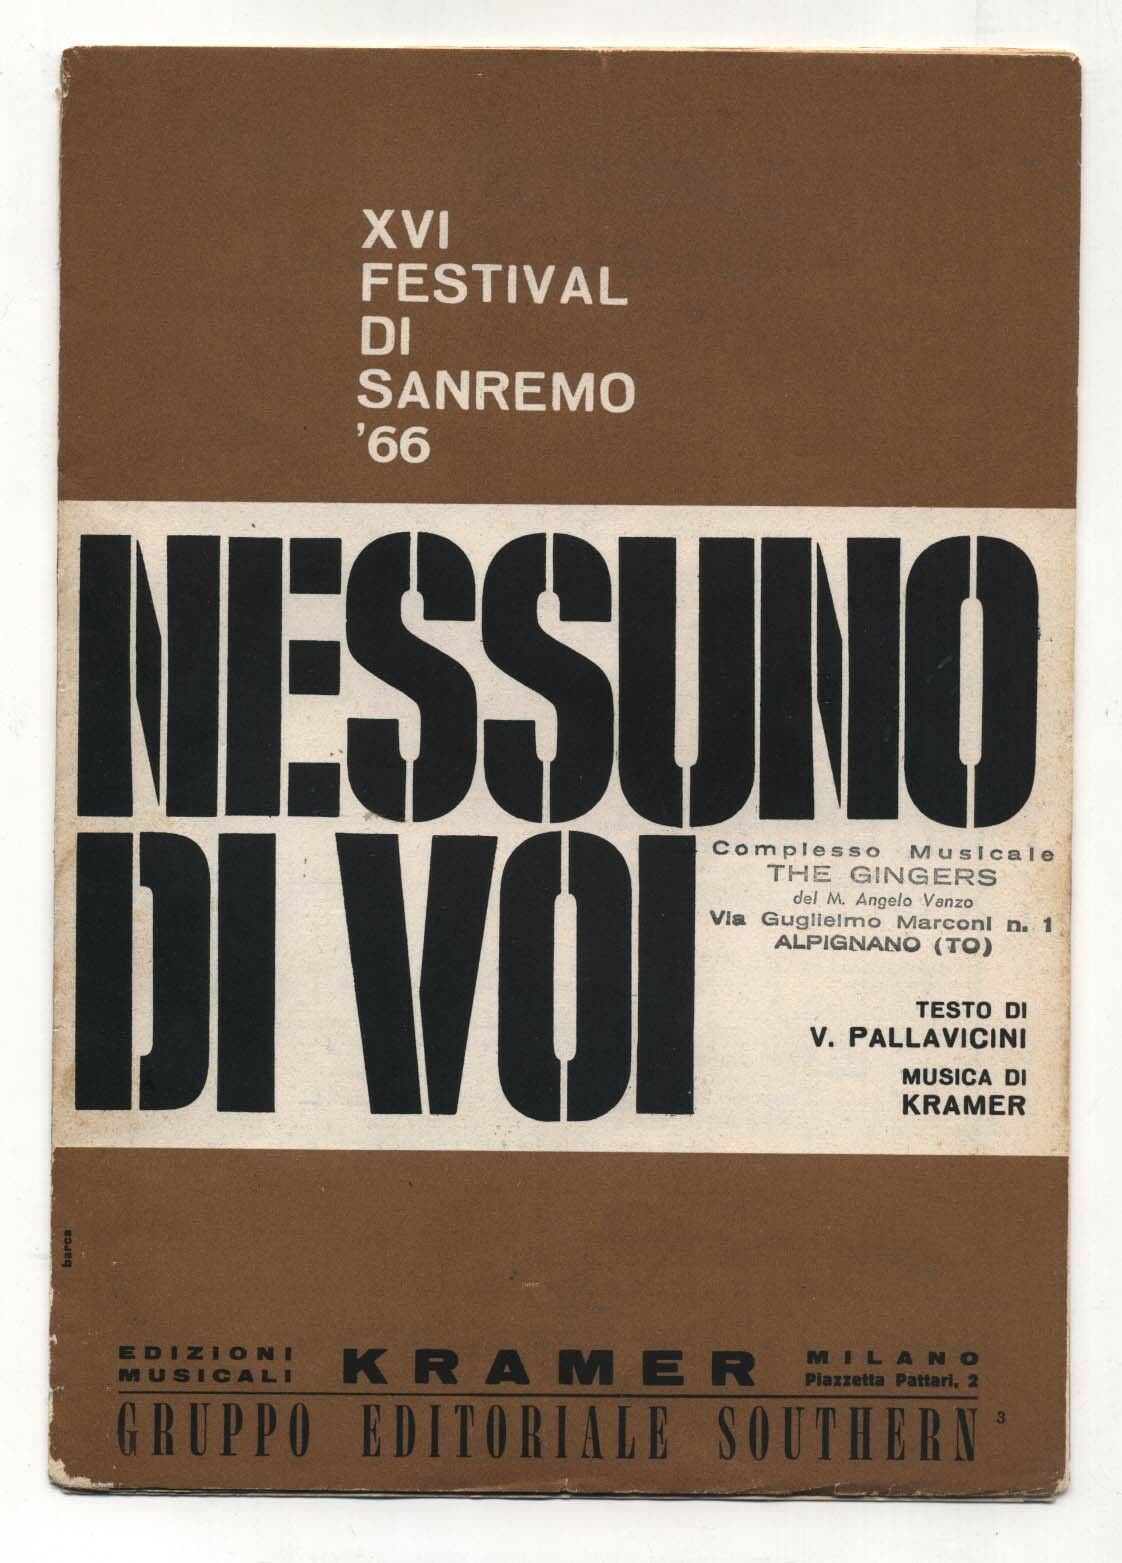 XVI
FESTIVAL
DI
SANREMO
'66
NESSUNO
DI VOI
Complesso Musicale
THE GINGERS
del M. Angelo Vanzo
Via Guglielmo Marconi n. 1
ALPIGNANO (TO)
TESTO DI
V. PALLAVICINI
MUSICA DI
KRAMER
barca
EDIZIONI
MUSICALI
KRAMER
MILANO
Piazzetta Pattari, 2
GRUPPO EDITORIALE SOUTHERN
3